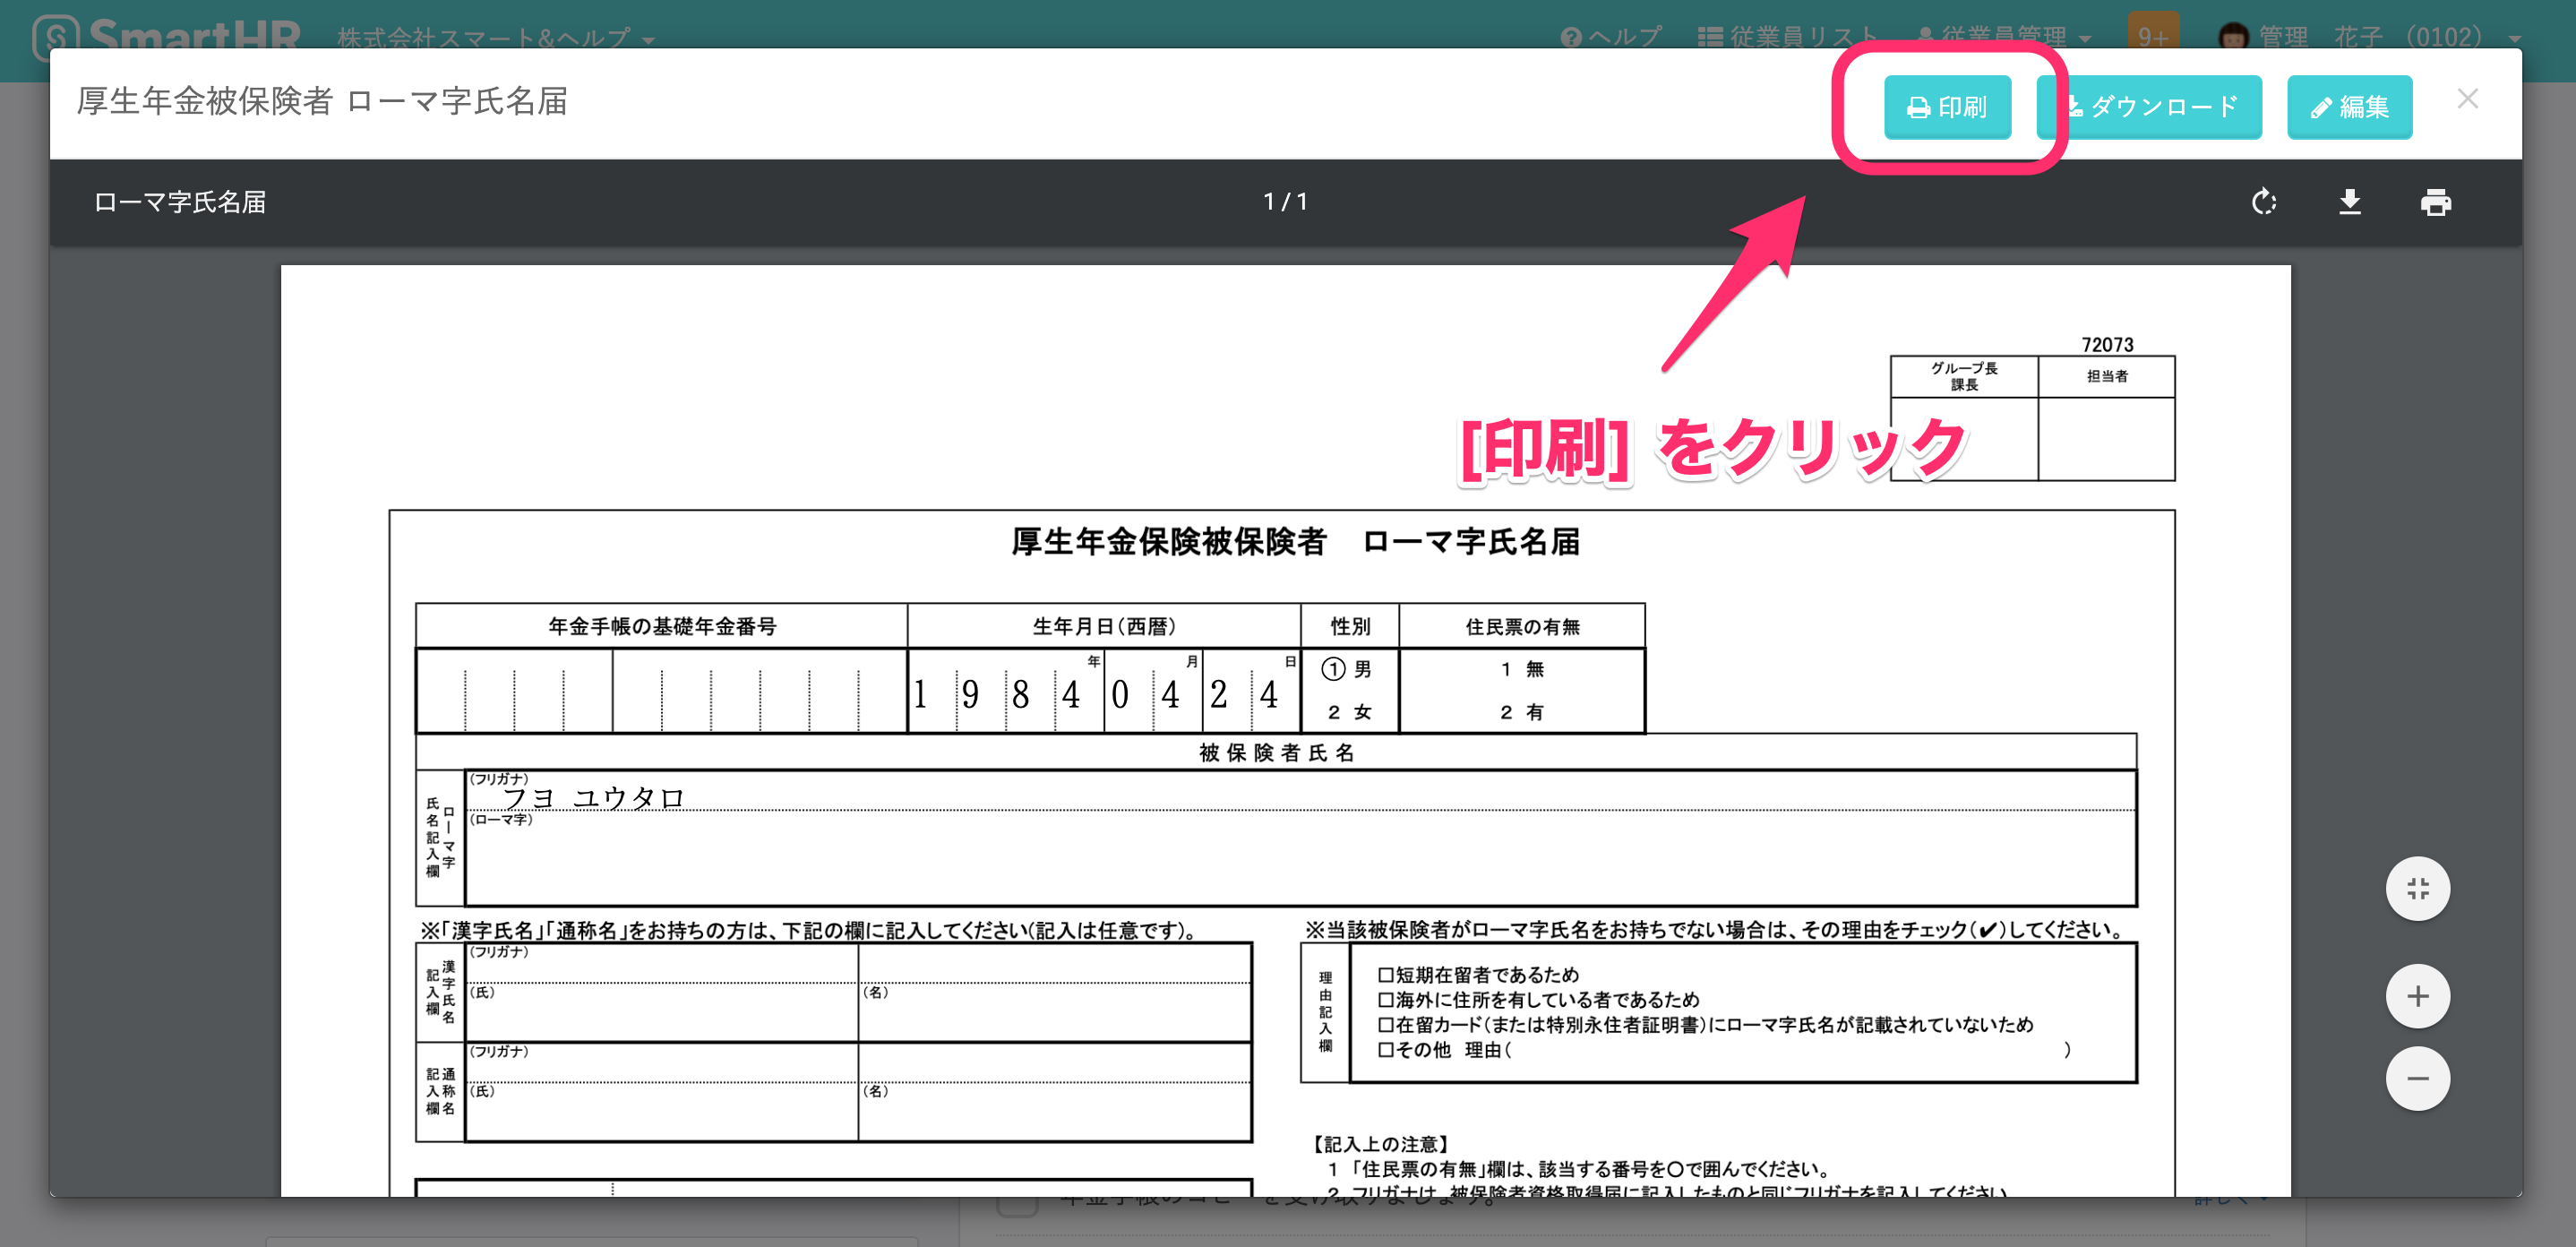 SmartHR 株式会社スマート&ヘルプ ヘルプ 従業員リスト 従業員管理 9+ 管理 花子 (0102)
厚生年金被保険者 ローマ字氏名届 印刷 ダウンロード 編集
ローマ字氏名届 1 / 1
72073
グループ長
課長
担当者
[印刷] をクリック
厚生年金保険被保険者 ローマ字氏名届
年金手帳の基礎年金番号 生年月日(西暦) 性別 住民票の有無
年 月 日
1 9 8 4 0 4 2 4
① 男 1 無
2 女 2 有
被保険者氏名
ローマ字
氏名記入欄
(フリガナ)
フヨ ユウタロ
(ローマ字)
※「漢字氏名」「通称名」をお持ちの方は、下記の欄に記入してください(記入は任意です)。
漢字氏名
記入欄
(フリガナ)
(氏) (名)
通称名
記入欄
(フリガナ)
(氏) (名)
※当該被保険者がローマ字氏名をお持ちでない場合は、その理由をチェック(✔)してください。
理由記入欄
□短期在留者であるため
□海外に住所を有している者であるため
□在留カード(または特別永住者証明書)にローマ字氏名が記載されていないため
□その他 理由( )
【記入上の注意】
1 「住民票の有無」欄は、該当する番号を○で囲んでください。
2 フリガナは、被保険者資格取得届に記入したものと同じフリガナを記入してください